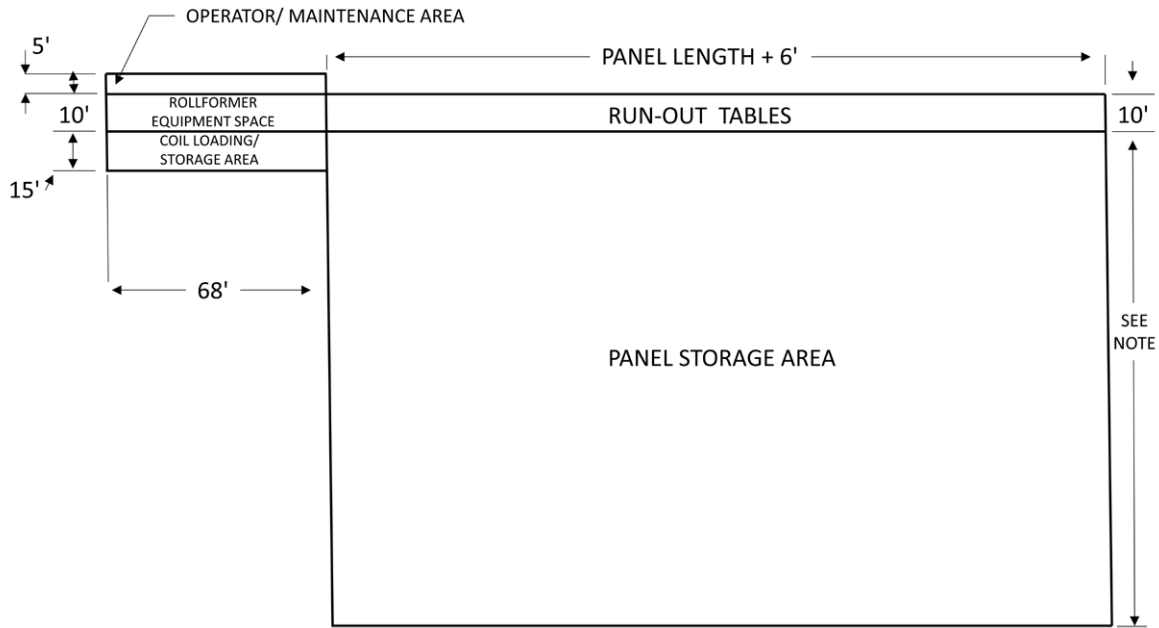 OPERATOR/ MAINTENANCE AREA
5'
PANEL LENGTH + 6'
10'
ROLLFORMER
EQUIPMENT SPACE
RUN-OUT TABLES
10'
COIL LOADING/
STORAGE AREA
15'
68'
SEE
NOTE
PANEL STORAGE AREA